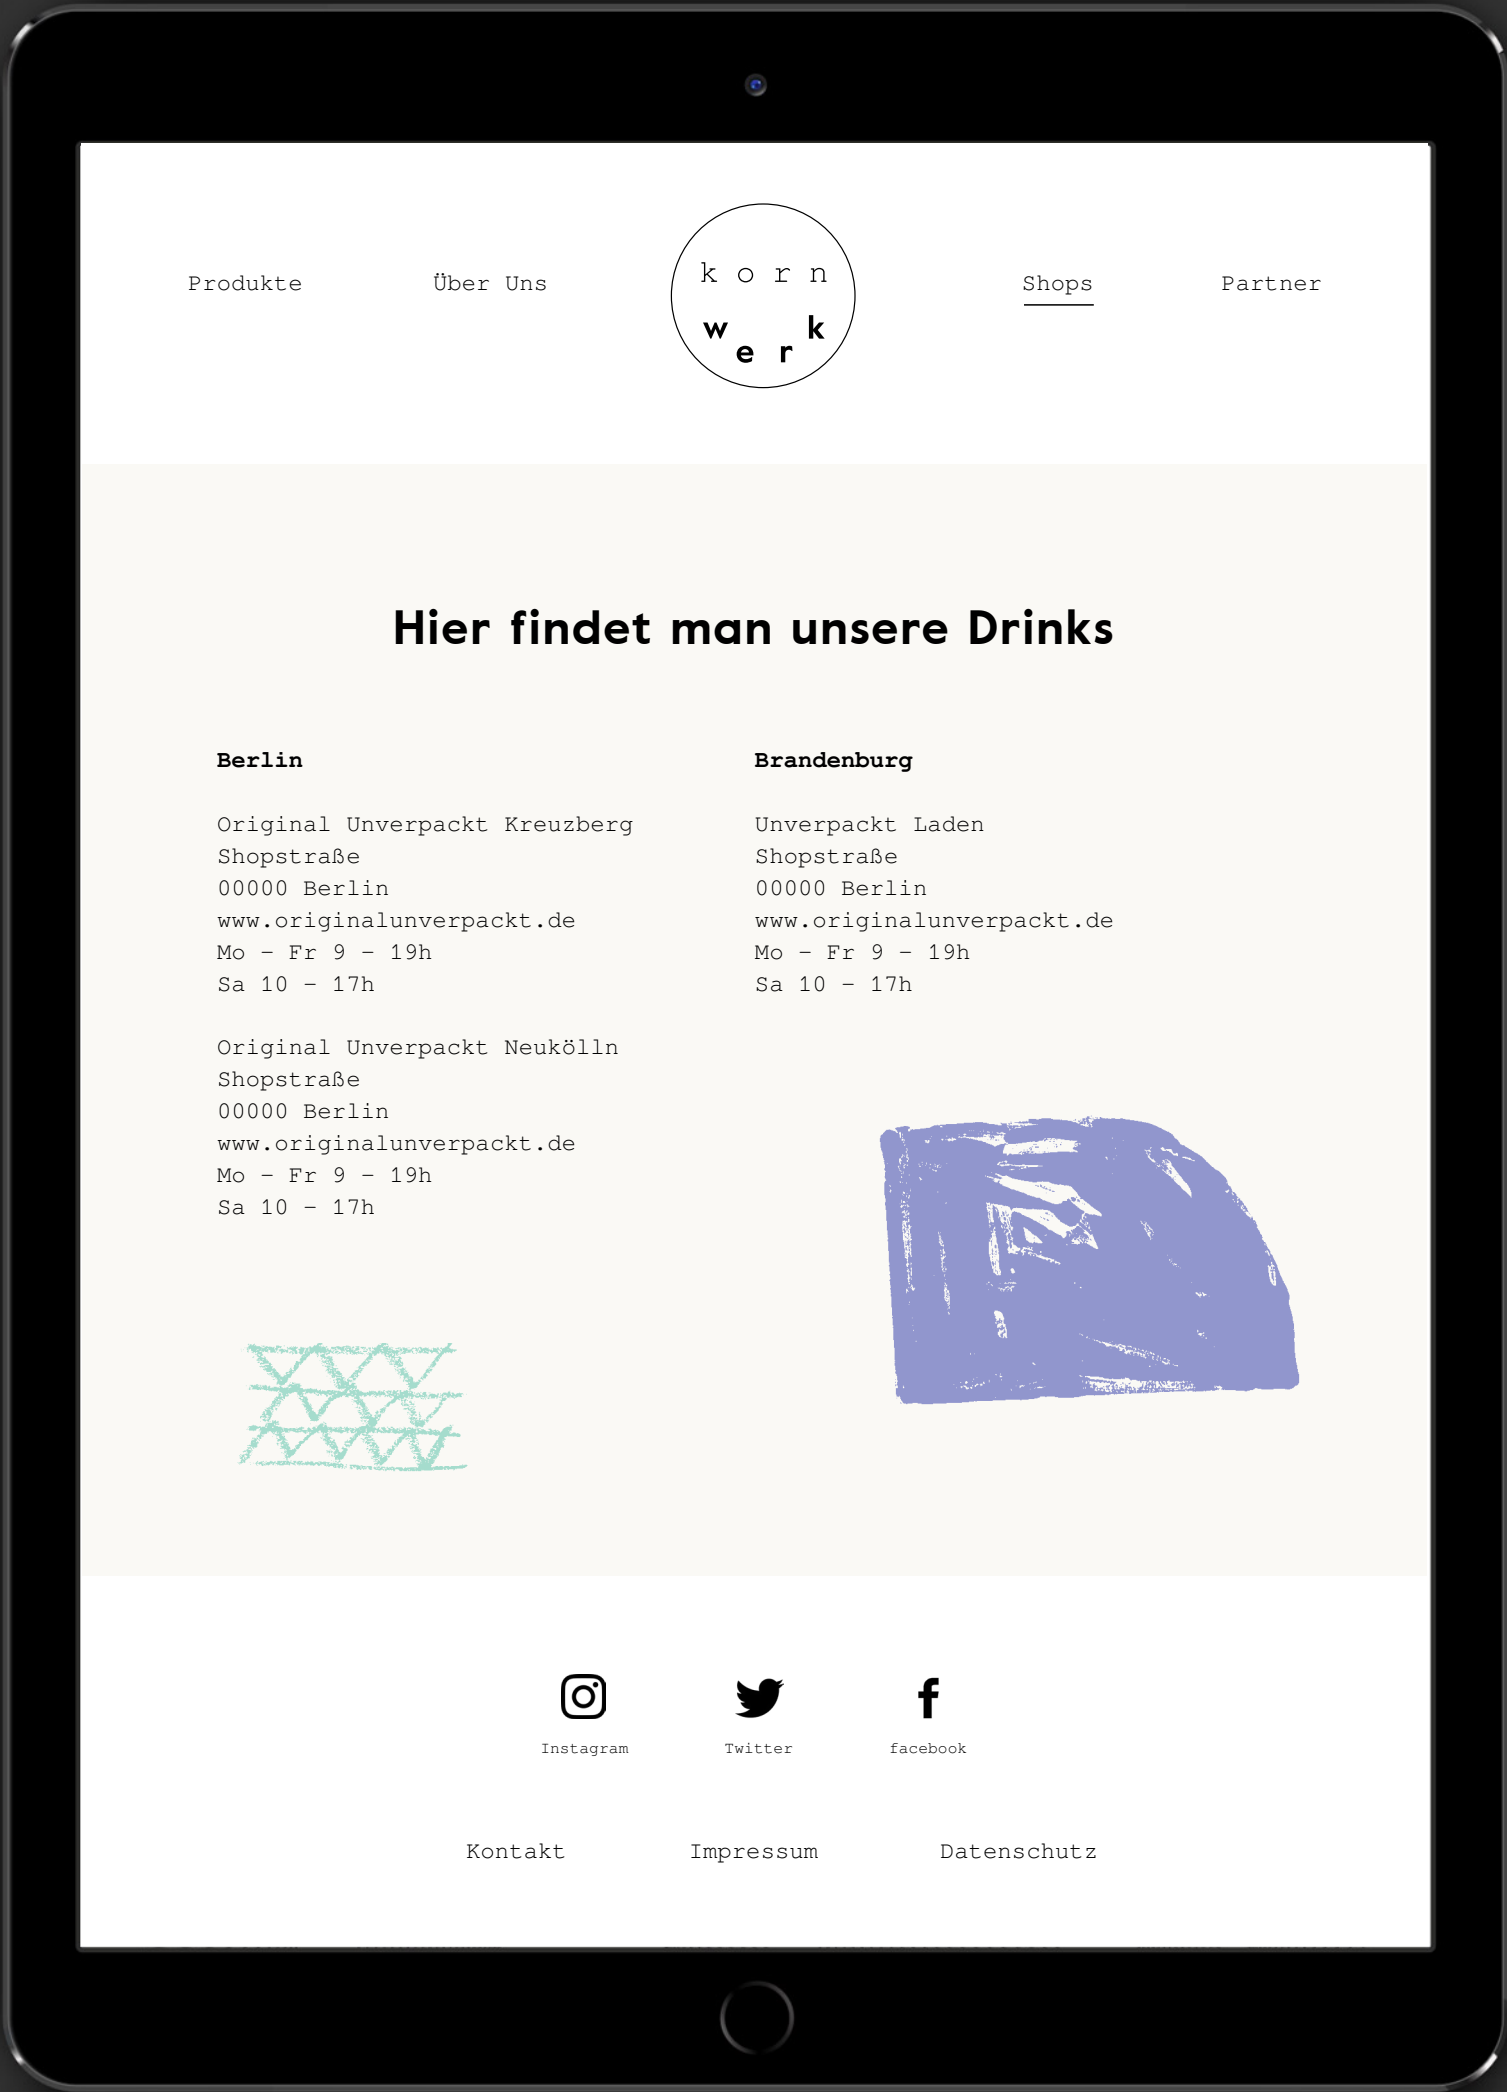 Produkte
Über Uns
korn
werk
Shops
Partner
Hier findet man unsere Drinks
Berlin
Original Unverpackt Kreuzberg
Shopstraße
00000 Berlin
www.originalunverpackt.de
Mo – Fr 9 – 19h
Sa 10 – 17h
Original Unverpackt Neukölln
Shopstraße
00000 Berlin
www.originalunverpackt.de
Mo – Fr 9 – 19h
Sa 10 – 17h
Brandenburg
Unverpackt Laden
Shopstraße
00000 Berlin
www.originalunverpackt.de
Mo – Fr 9 – 19h
Sa 10 – 17h
Instagram
Twitter
facebook
Kontakt
Impressum
Datenschutz